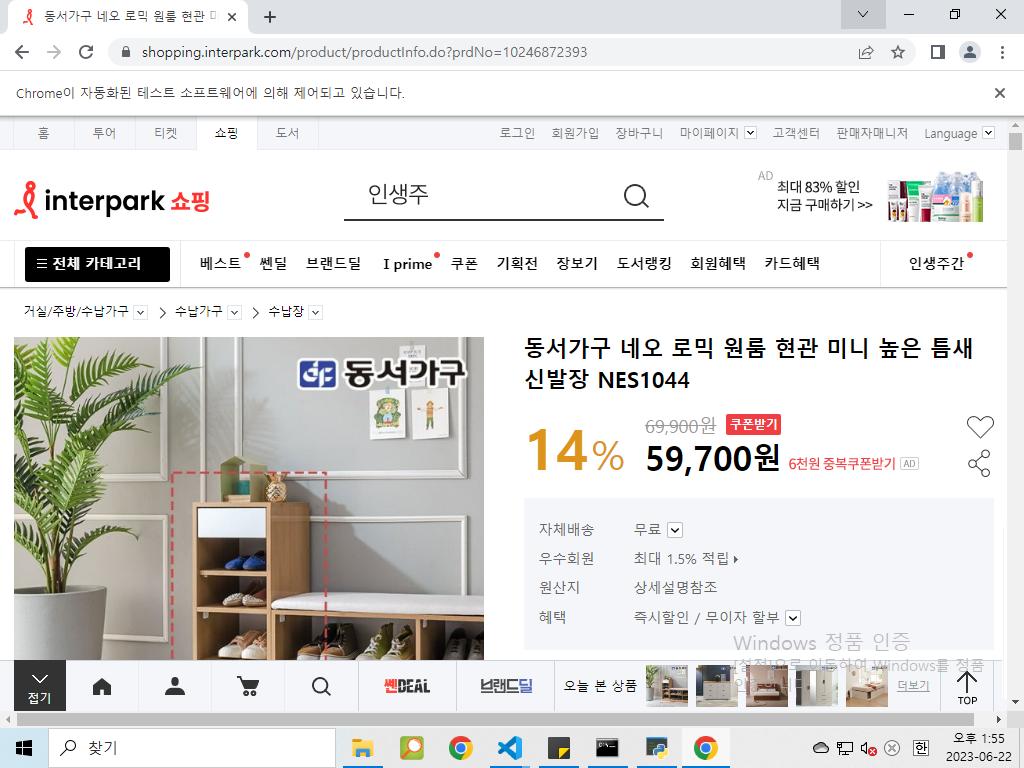 동서가구 네오 로믹 원룸 현관
shopping.interpark.com/product/productInfo.do?prdNo=10246872393
Chrome이 자동화된 테스트 소프트웨어에 의해 제어되고 있습니다.
홈 투어 티켓 쇼핑 도서 로그인 회원가입 장바구니 마이페이지 고객센터 판매자매니저 Language
interpark 쇼핑
인생주
AD 최대 83% 할인
지금 구매하기 >>
전체 카테고리 베스트 쎈딜 브랜드딜 I prime 쿠폰 기획전 장보기 도서랭킹 회원혜택 카드혜택 인생주간
거실/주방/수납가구 수납가구 수납장
동서가구
동서가구 네오 로믹 원룸 현관 미니 높은 틈새
신발장 NES1044
14%
69,900원 쿠폰받기
59,700원 6천원 중복쿠폰받기 AD
자체배송 무료
우수회원 최대 1.5% 적립
원산지 상세설명참조
혜택 즉시할인 / 무이자 할부
Windows 정품 인증
[설정]으로 이동하여 Windows를 정품
접기
쎈DEAL 브랜드딜 오늘 본 상품 더보기 TOP
찾기
한
오후 1:55
2023-06-22